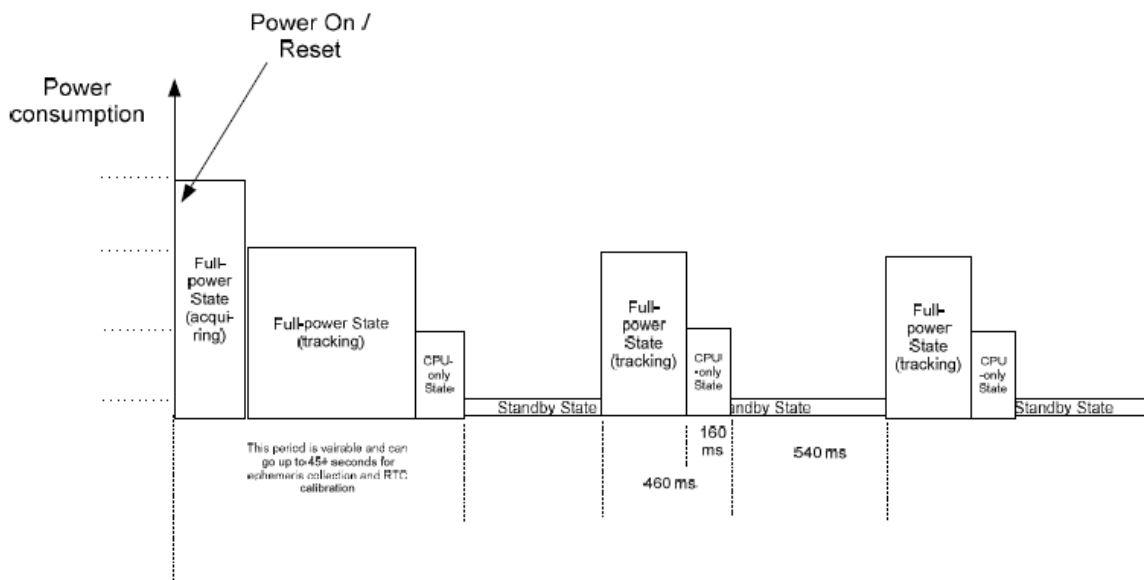 Power On /
Reset
Power
consumption
Full-
power
State
(acqui-
ring)
Full-power State
(tracking)
CPU-
only
State
Standby State
Full-
power
State
(tracking)
CPU
-only
State
ndby State
Full-
power
State
(tracking)
CPU
-only
State
Standby State
This period is vairable and can
go up to 45+ seconds for
ephemeris collection and RTC
calibration
160
ms
460 ms
540 ms